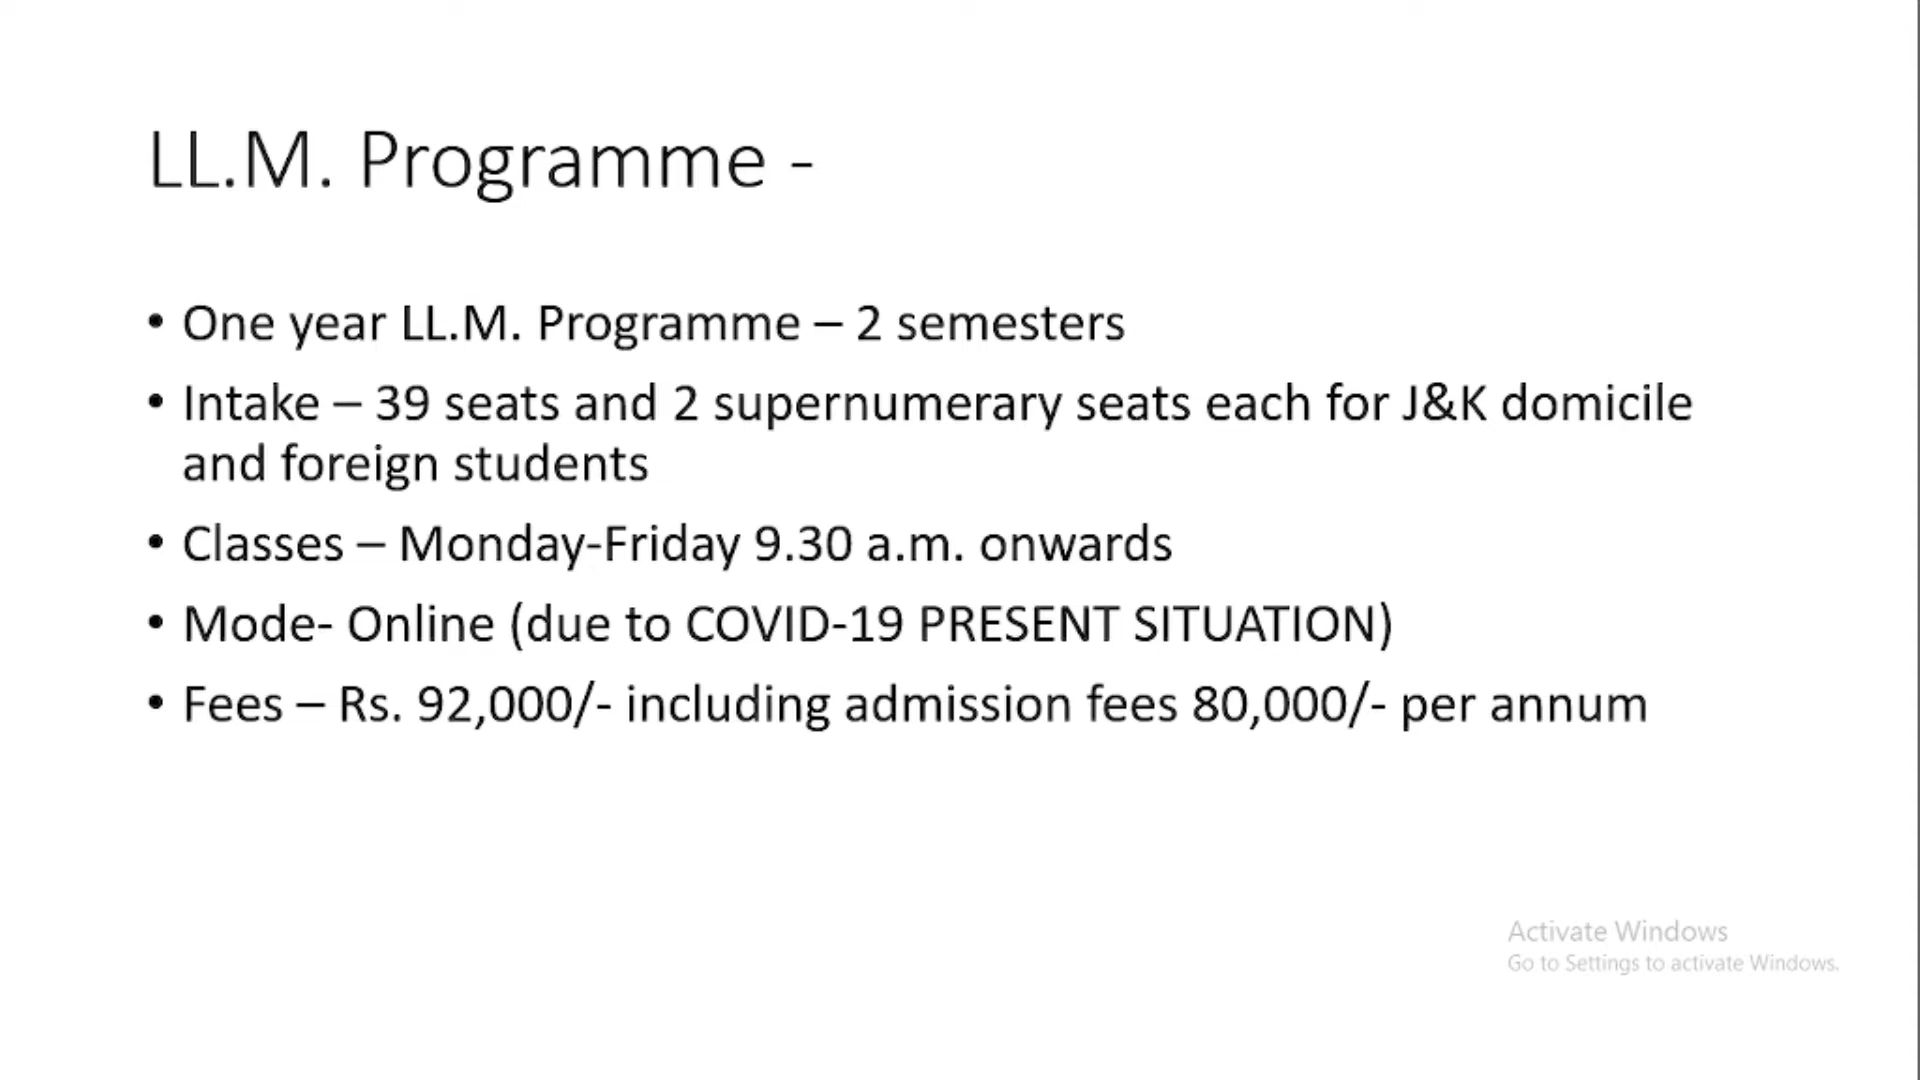 LL.M. Programme -
• One year LL.M. Programme – 2 semesters
• Intake – 39 seats and 2 supernumerary seats each for J&K domicile
and foreign students
• Classes – Monday-Friday 9.30 a.m. onwards
• Mode- Online (due to COVID-19 PRESENT SITUATION)
• Fees – Rs. 92,000/- including admission fees 80,000/- per annum
Activate Windows
Go to Settings to activate Windows.